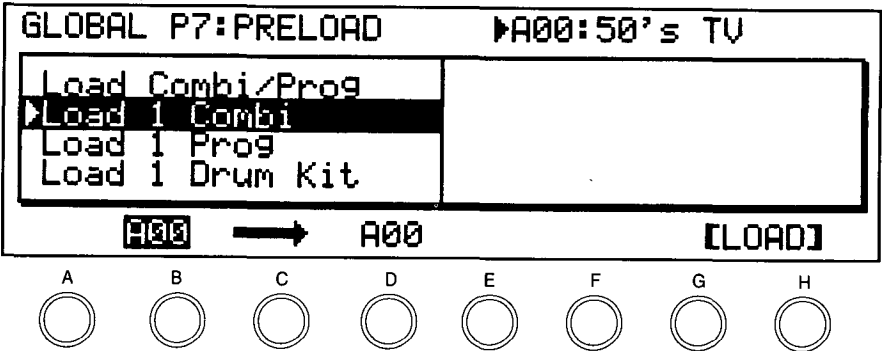 GLOBAL P7:PRELOAD ▶A00:50's TV
Load Combi/Prog
▶Load 1 Combi
Load 1 Prog
Load 1 Drum Kit
A00 → A00 [LOAD]
A B C D E F G H